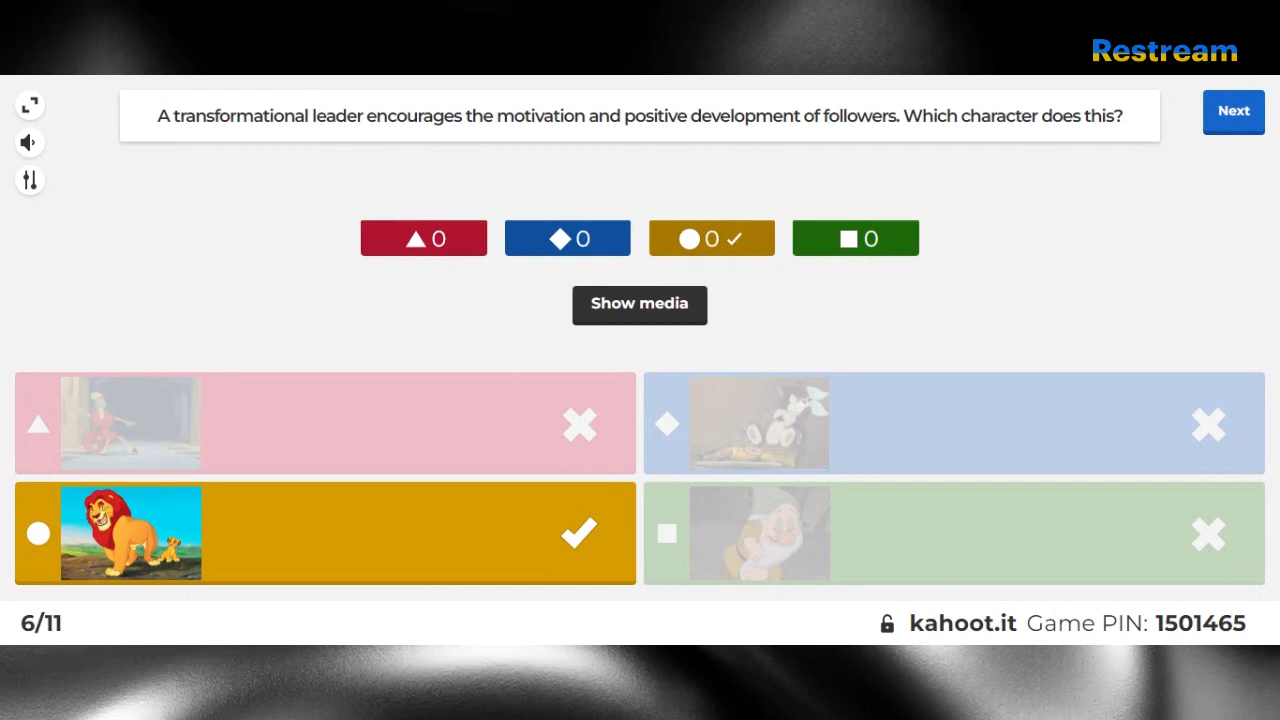 Restream
A transformational leader encourages the motivation and positive development of followers. Which character does this?
Next
0
0
0
0
Show media
6/11
kahoot.it Game PIN: 1501465